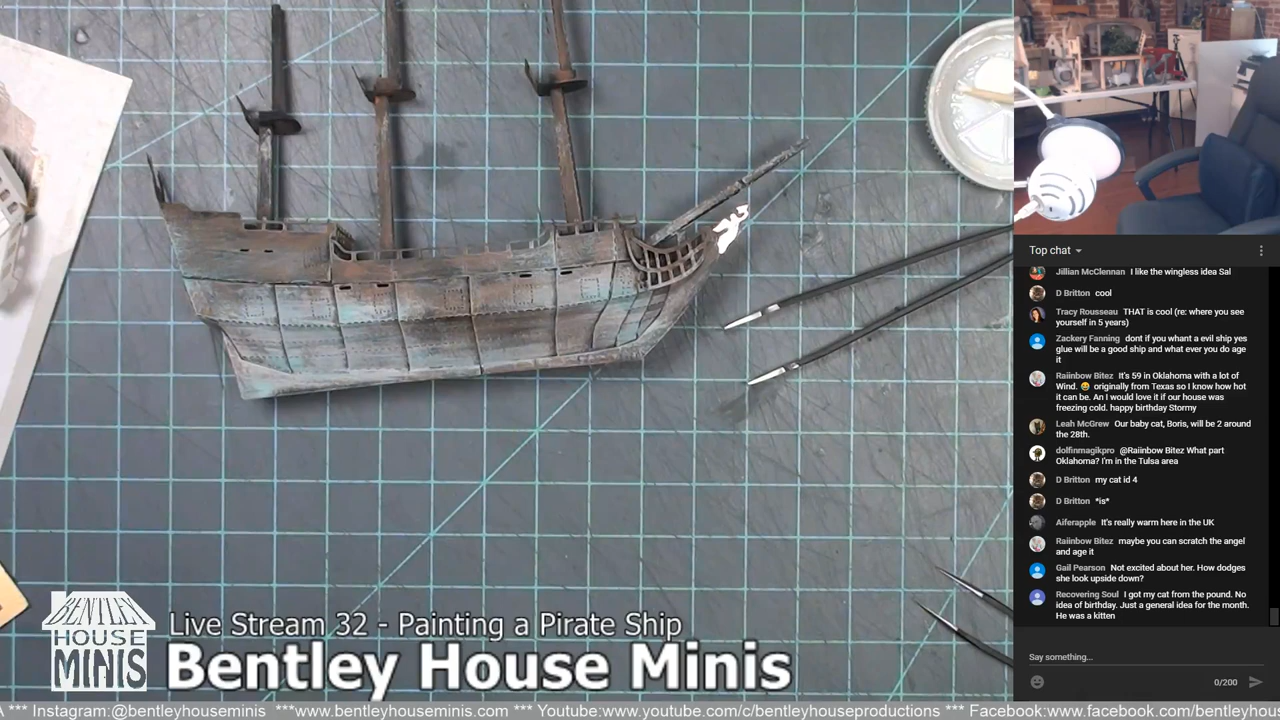 Top chat
Jillian McClennan I like the wingless idea Sal
D Britton cool
Tracy Rousseau THAT is cool (re: where you see
yourself in 5 years)
Zackery Fanning dont if you whant a evil ship yes
glue will be a good ship and what ever you do age
it
Raiinbow Bitez It's 59 in Oklahoma with a lot of
Wind. 😄 originally from Texas so I know how hot
it can be. An I would love it if our house was
freezing cold. happy birthday Stormy
Leah McGrew Our baby cat, Boris, will be 2 around
the 28th.
dolfinmagikpro @Raiinbow Bitez What part
Oklahoma? I'm in the Tulsa area
D Britton my cat id 4
D Britton *is*
Aiferapple It's really warm here in the UK
Raiinbow Bitez maybe you can scratch the angel
and age it
Gail Pearson Not excited about her. How dodges
she look upside down?
Recovering Soul I got my cat from the pound. No
idea of birthday. Just a general idea for the month.
He was a kitten
Say something...
0/200
BENTLEY
HOUSE
MINIS
Live Stream 32 - Painting a Pirate Ship
Bentley House Minis
A *** Instagram:@bentleyhouseminis ***www.bentleyhouseminis.com *** Youtube:www.youtube.com/c/bentleyhouseproductions *** Facebook:www.facebook.com/bentleyhous